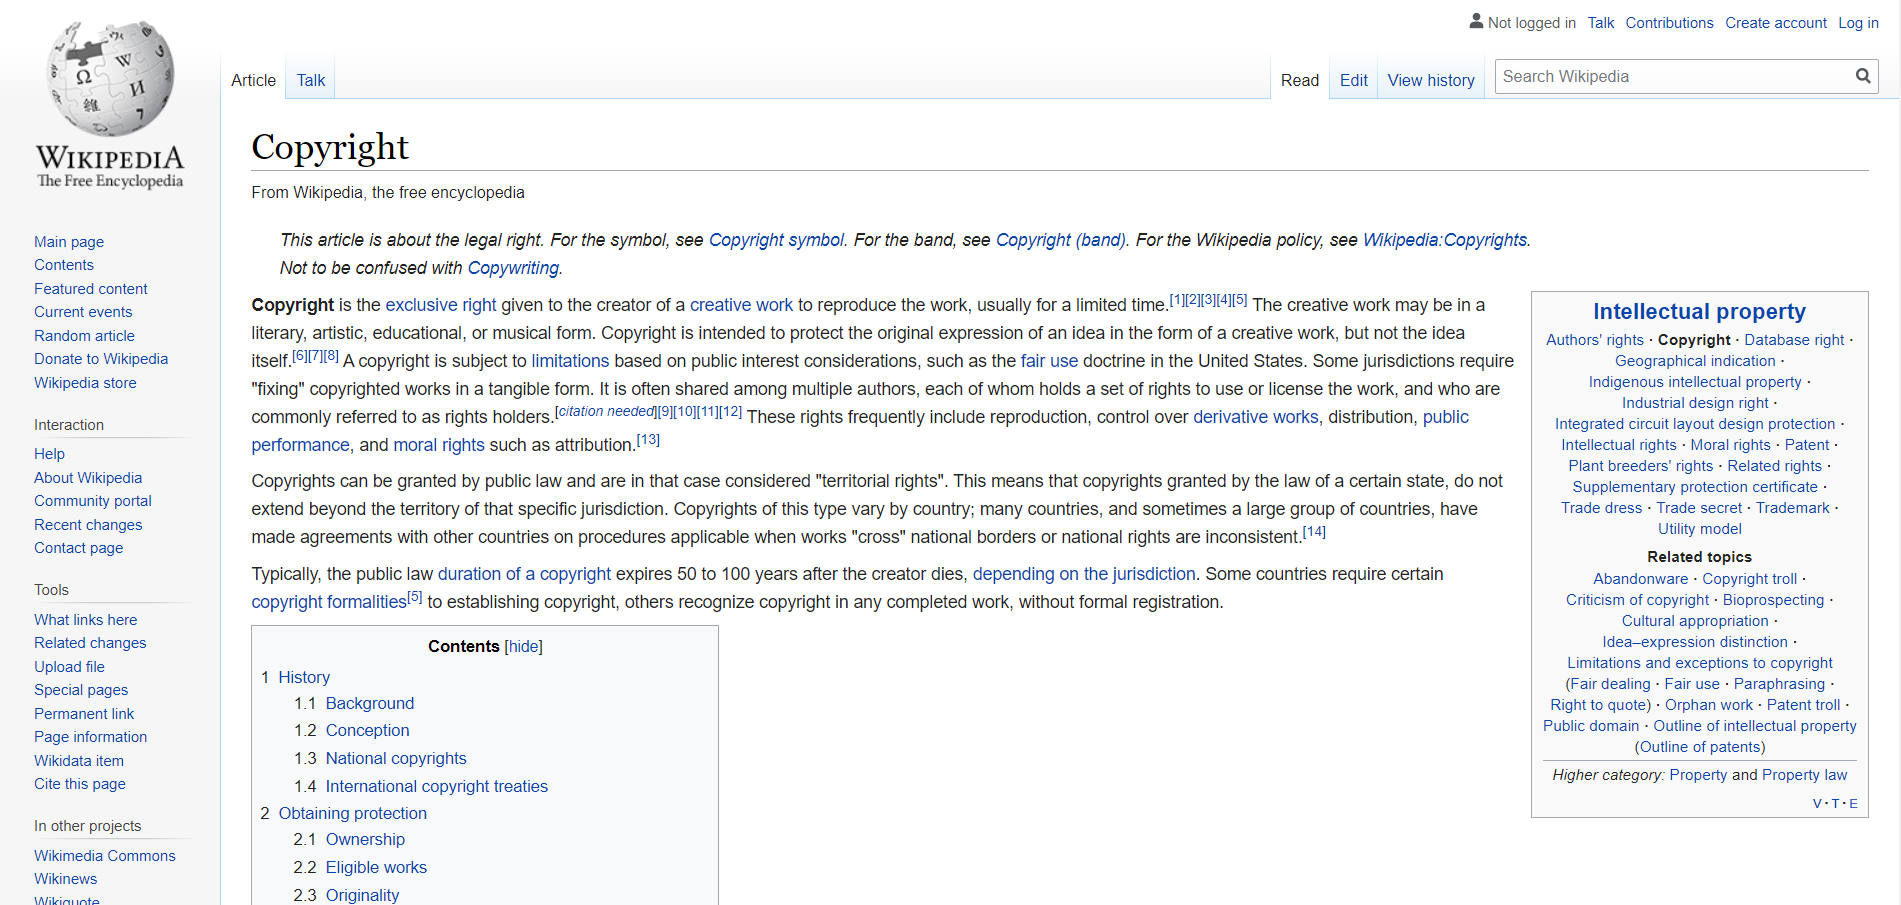 Not logged in Talk Contributions Create account Log in
Article Talk
Read Edit View history
Search Wikipedia
WIKIPEDIA
The Free Encyclopedia
Main page
Contents
Featured content
Current events
Random article
Donate to Wikipedia
Wikipedia store
Interaction
Help
About Wikipedia
Community portal
Recent changes
Contact page
Tools
What links here
Related changes
Upload file
Special pages
Permanent link
Page information
Wikidata item
Cite this page
In other projects
Wikimedia Commons
Wikinews
Wikiquote
Copyright
From Wikipedia, the free encyclopedia
This article is about the legal right. For the symbol, see Copyright symbol. For the band, see Copyright (band). For the Wikipedia policy, see Wikipedia:Copyrights.
Not to be confused with Copywriting.
Copyright is the exclusive right given to the creator of a creative work to reproduce the work, usually for a limited time.[1][2][3][4][5] The creative work may be in a
literary, artistic, educational, or musical form. Copyright is intended to protect the original expression of an idea in the form of a creative work, but not the idea
itself.[6][7][8] A copyright is subject to limitations based on public interest considerations, such as the fair use doctrine in the United States. Some jurisdictions require
"fixing" copyrighted works in a tangible form. It is often shared among multiple authors, each of whom holds a set of rights to use or license the work, and who are
commonly referred to as rights holders.[citation needed][9][10][11][12] These rights frequently include reproduction, control over derivative works, distribution, public
performance, and moral rights such as attribution.[13]
Copyrights can be granted by public law and are in that case considered "territorial rights". This means that copyrights granted by the law of a certain state, do not
extend beyond the territory of that specific jurisdiction. Copyrights of this type vary by country; many countries, and sometimes a large group of countries, have
made agreements with other countries on procedures applicable when works "cross" national borders or national rights are inconsistent.[14]
Typically, the public law duration of a copyright expires 50 to 100 years after the creator dies, depending on the jurisdiction. Some countries require certain
copyright formalities[5] to establishing copyright, others recognize copyright in any completed work, without formal registration.
Contents [hide]
1 History
1.1 Background
1.2 Conception
1.3 National copyrights
1.4 International copyright treaties
2 Obtaining protection
2.1 Ownership
2.2 Eligible works
2.3 Originality
Intellectual property
Authors' rights · Copyright · Database right ·
Geographical indication ·
Indigenous intellectual property ·
Industrial design right ·
Integrated circuit layout design protection ·
Intellectual rights · Moral rights · Patent ·
Plant breeders' rights · Related rights ·
Supplementary protection certificate ·
Trade dress · Trade secret · Trademark ·
Utility model
Related topics
Abandonware · Copyright troll ·
Criticism of copyright · Bioprospecting ·
Cultural appropriation ·
Idea–expression distinction ·
Limitations and exceptions to copyright
(Fair dealing · Fair use · Paraphrasing ·
Right to quote) · Orphan work · Patent troll ·
Public domain · Outline of intellectual property
(Outline of patents)
Higher category: Property and Property law
V · T · E